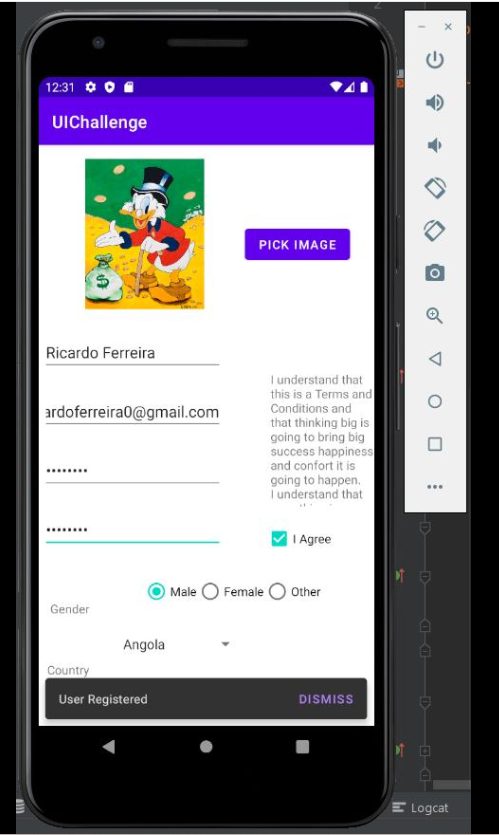 12:31
UIChallenge
$
PICK IMAGE
Ricardo Ferreira
ardoferreira0@gmail.com
••••••••
••••••••
I understand that
this is a Terms and
Conditions and
that thinking big is
going to bring big
success happiness
and confort it is
going to happen.
I understand that
I Agree
Male Female Other
Gender
Angola
Country
User Registered DISMISS
Logcat